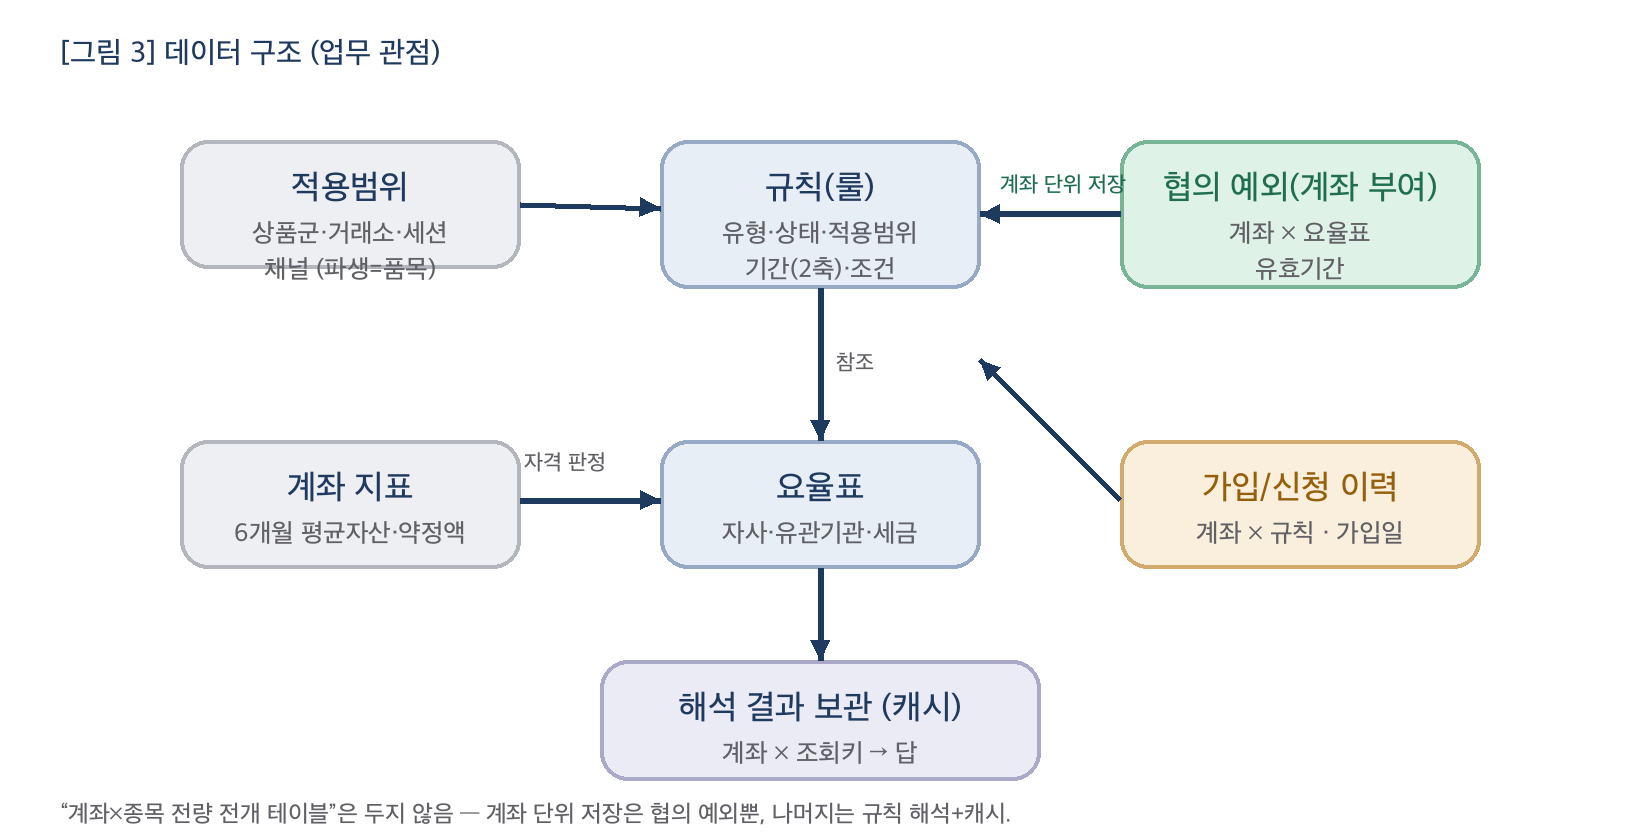 [그림 3] 데이터 구조 (업무 관점)
적용범위
상품군·거래소·세션
채널 (파생=품목)
규칙(룰)
유형·상태·적용범위
기간(2축)·조건
계좌 단위 저장
협의 예외(계좌 부여)
계좌 × 요율표
유효기간
참조
계좌 지표
6개월 평균자산·약정액
자격 판정
요율표
자사·유관기관·세금
가입/신청 이력
계좌 × 규칙 · 가입일
해석 결과 보관 (캐시)
계좌 × 조회키 → 답
“계좌×종목 전량 전개 테이블”은 두지 않음 — 계좌 단위 저장은 협의 예외뿐, 나머지는 규칙 해석+캐시.